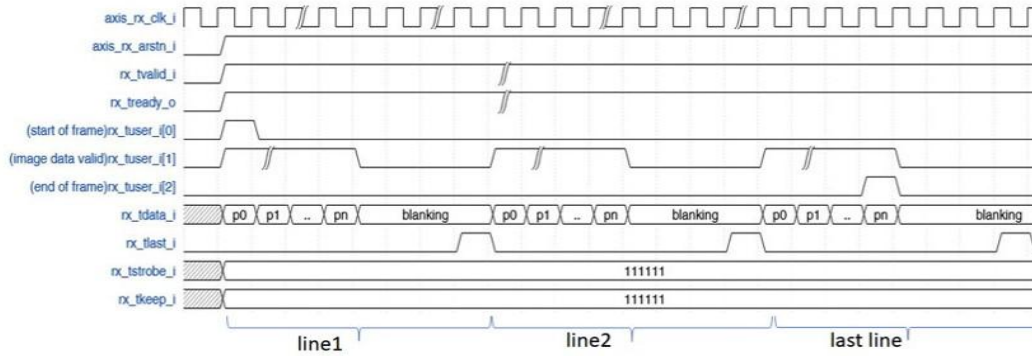 axis_rx_clk_i
axis_rx_arstn_i
rx_tvalid_i
rx_tready_o
(start of frame)rx_tuser_i[0]
(image data valid)rx_tuser_i[1]
(end of frame)rx_tuser_i[2]
rx_tdata_i p0 p1 .. pn blanking p0 p1 .. pn blanking p0 p1 .. pn blanking
rx_tlast_i
rx_tstrobe_i 111111
rx_tkeep_i 111111
line1 line2 last line